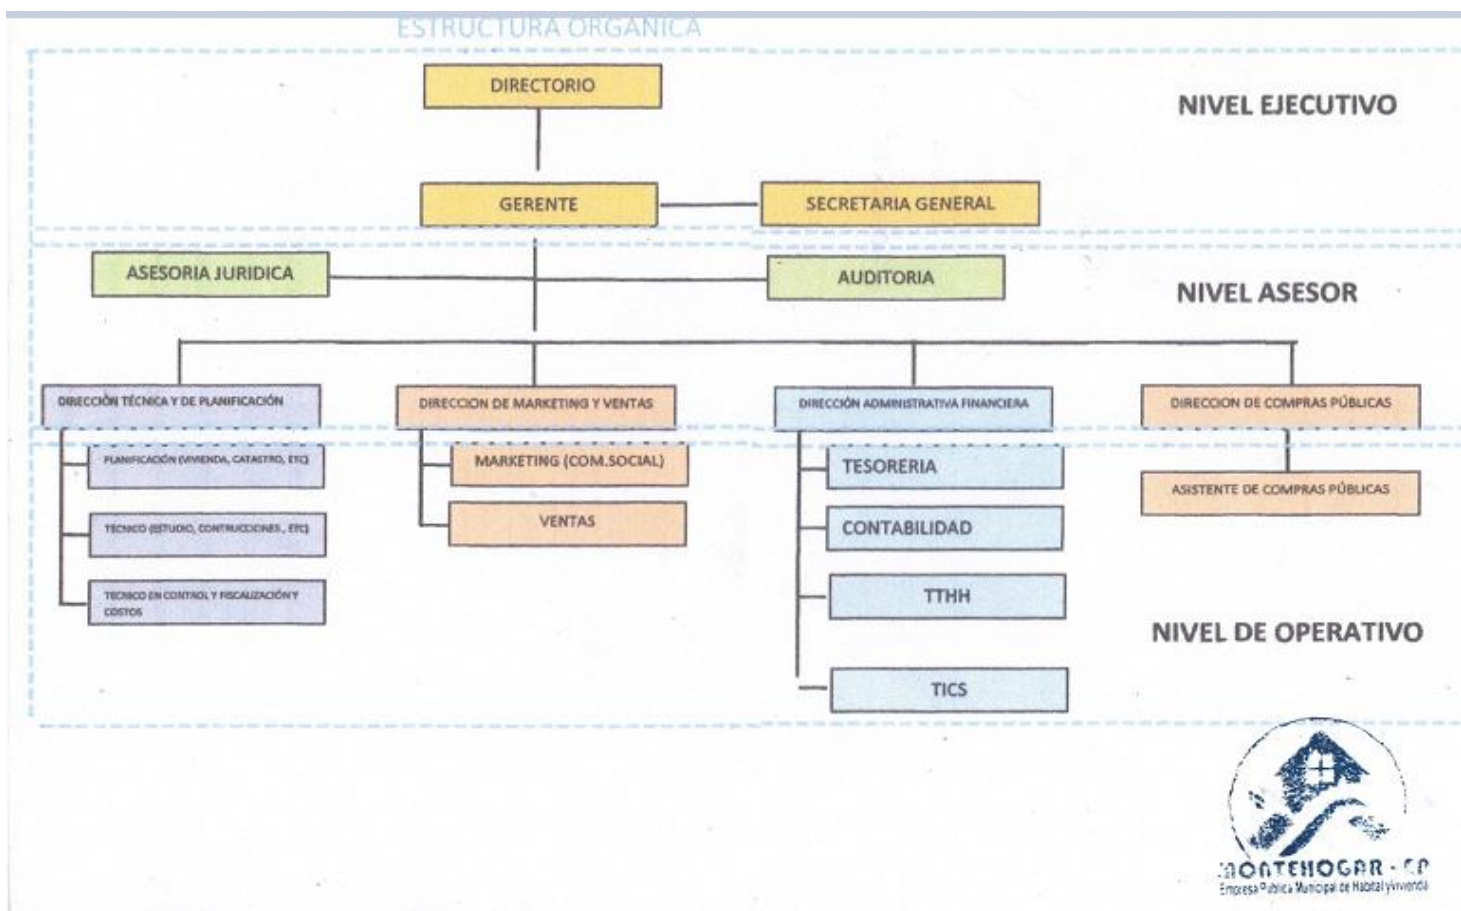 ESTRUCTURA ORGANICA
DIRECTORIO
NIVEL EJECUTIVO
GERENTE
SECRETARIA GENERAL
ASESORIA JURIDICA
AUDITORIA
NIVEL ASESOR
DIRECCIÓN TÉCNICA Y DE PLANIFICACIÓN
DIRECCION DE MARKETING Y VENTAS
DIRECCIÓN ADMINISTRATIVA FINANCIERA
DIRECCION DE COMPRAS PÚBLICAS
PLANIFICACIÓN (VIVIENDA, CATASTRO, ETC)
MARKETING (COM.SOCIAL)
TESORERIA
ASISTENTE DE COMPRAS PÚBLICAS
TECNICO (ESTUDIO, CONTRUCCIONES., ETC)
VENTAS
CONTABILIDAD
TECNICO EN CONTROL Y FISCALIZACIÓN Y
COSTOS
TTHH
NIVEL DE OPERATIVO
TICS
MONTEHOGAR - EP
Empresa Pública Municipal de Habitat y Vivienda